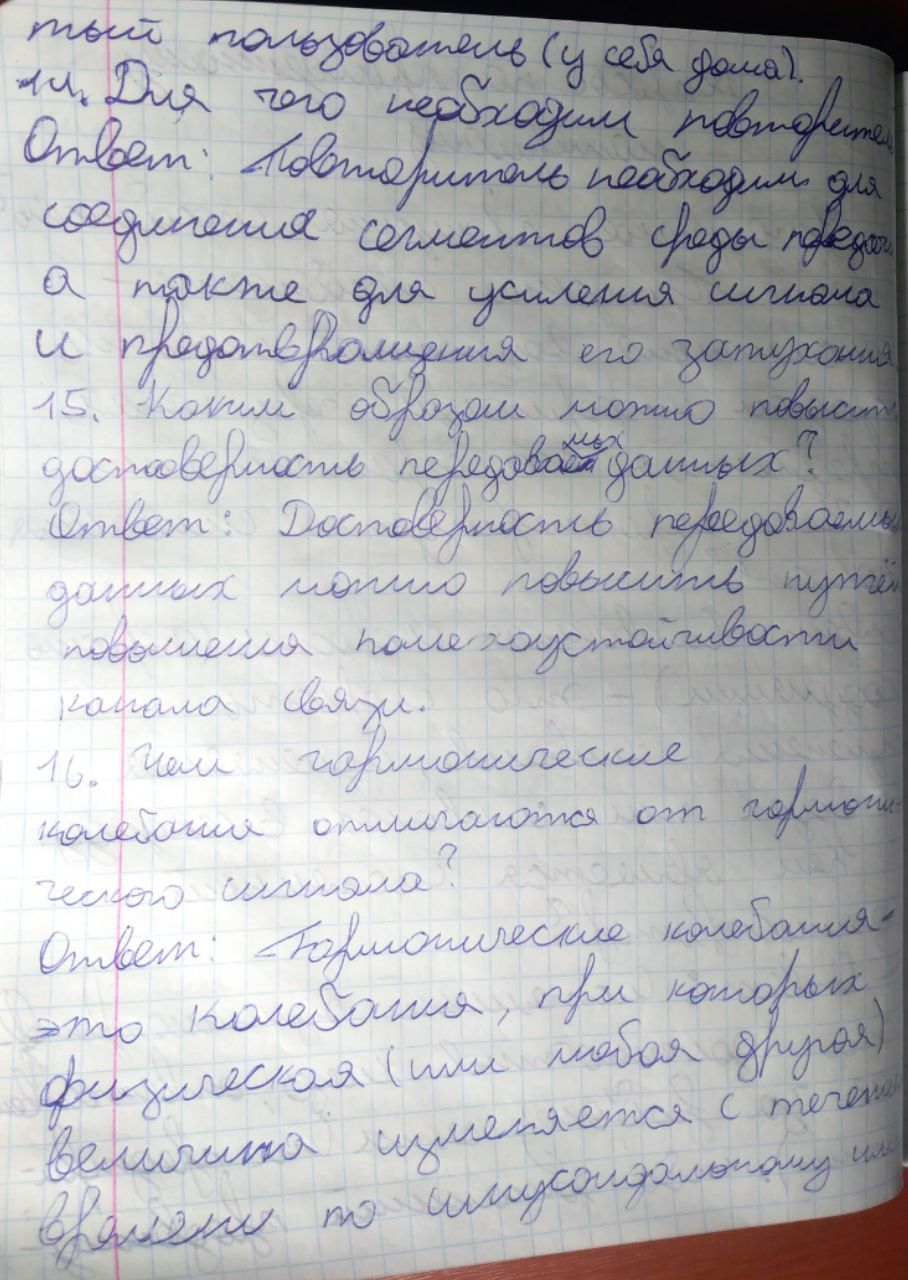 тый пользователь (у себя дома).
14. Для чего необходим повторитель
Ответ: Повторитель необходим для
соединения сегментов среды передачи
а также для усиления сигнала
и предотвращения его затухания
15. Каким образом можно повысить
достоверность передаваемых данных?
Ответ: Достоверность передаваемых
данных можно повысить путём
повышения помехоустойчивости
канала связи.
16. Чем гармонические
колебания отличаются от гармони-
ческого сигнала?
Ответ: Гармонические колебания-
это колебания, при которых
физическая (или любая другая)
величина изменяется с течением
времени по синусоидальному или